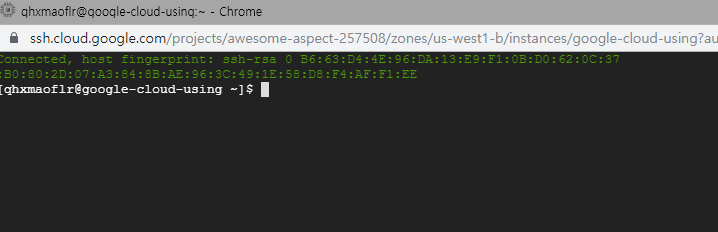 qhxmaoflr@google-cloud-using:~ - Chrome
ssh.cloud.google.com/projects/awesome-aspect-257508/zones/us-west1-b/instances/google-cloud-using?au
Connected, host fingerprint: ssh-rsa 0 B6:63:D4:4E:96:DA:13:E9:F1:0B:D0:62:0C:37
:B0:80:2D:07:A3:84:8B:AE:96:3C:49:1E:58:D8:F4:AF:F1:EE
[qhxmaoflr@google-cloud-using ~]$